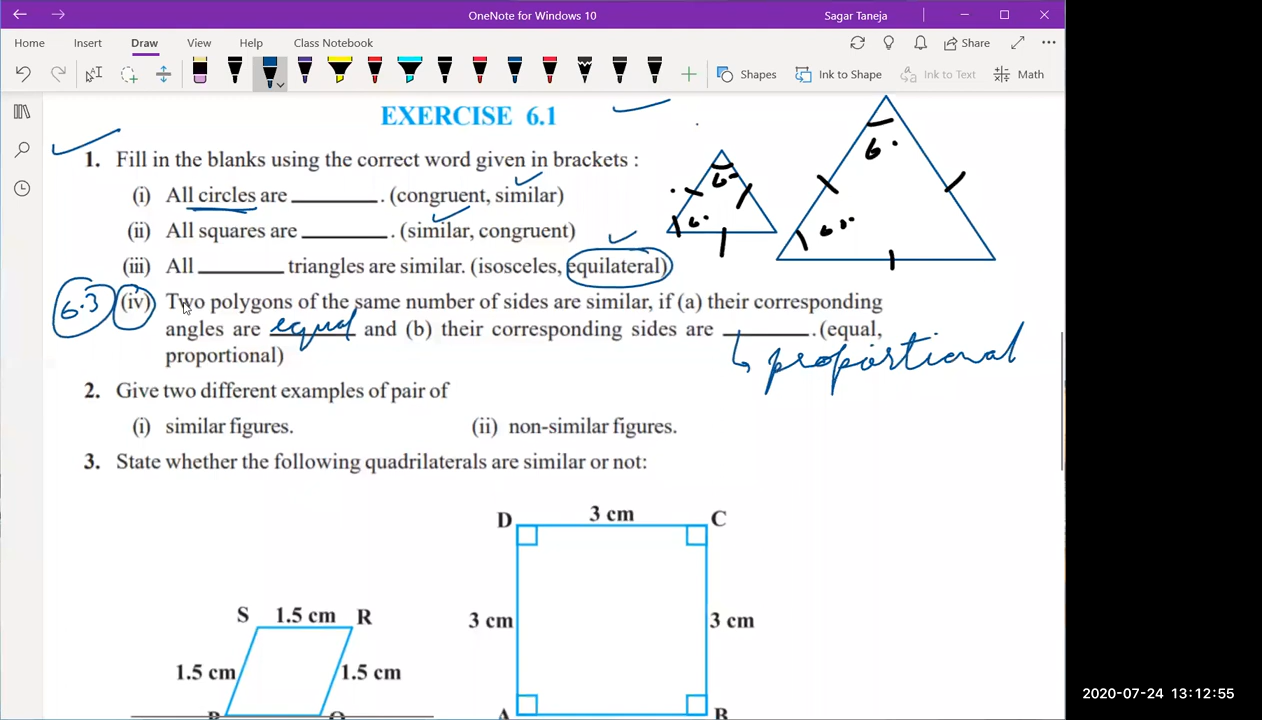 OneNote for Windows 10
Sagar Taneja
Home Insert Draw View Help Class Notebook
Share
Shapes Ink to Shape Ink to Text Math
EXERCISE 6.1
1. Fill in the blanks using the correct word given in brackets :
(i) All circles are ________. (congruent, similar)
(ii) All squares are ________. (similar, congruent)
(iii) All ________ triangles are similar. (isosceles, equilateral)
6.3 (iv) Two polygons of the same number of sides are similar, if (a) their corresponding
angles are equal and (b) their corresponding sides are ________. (equal,
proportional)
proportional
2. Give two different examples of pair of
(i) similar figures. (ii) non-similar figures.
3. State whether the following quadrilaterals are similar or not:
D 3 cm C
S 1.5 cm R
3 cm 3 cm
1.5 cm 1.5 cm
P Q
A B
2020-07-24 13:12:55